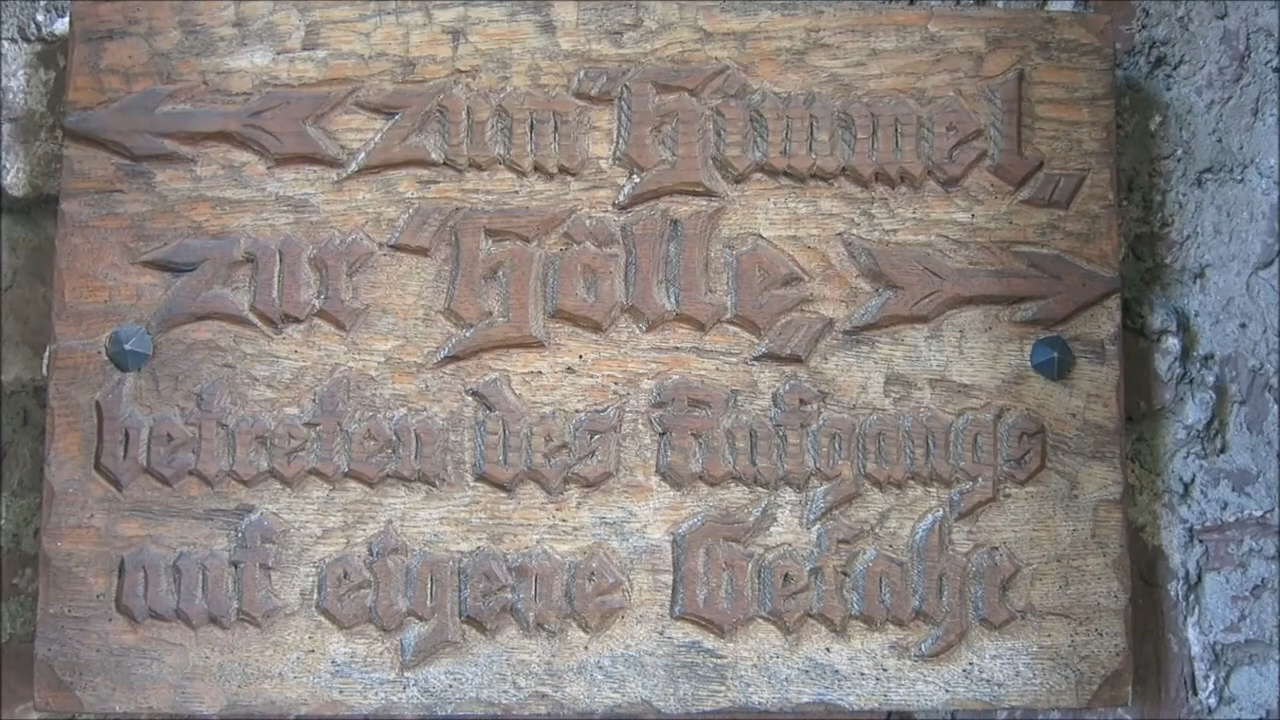 zum "Himmel"
zur "Hölle"
betreten des Aufgangs
auf eigene Gefahr